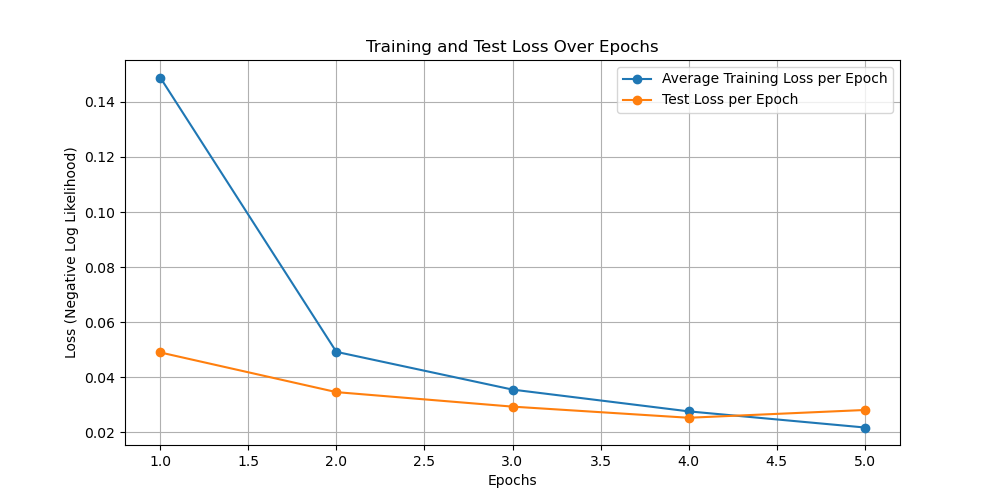 Training and Test Loss Over Epochs
Average Training Loss per Epoch
Test Loss per Epoch
Loss (Negative Log Likelihood)
0.14
0.12
0.10
0.08
0.06
0.04
0.02
1.0 1.5 2.0 2.5 3.0 3.5 4.0 4.5 5.0
Epochs